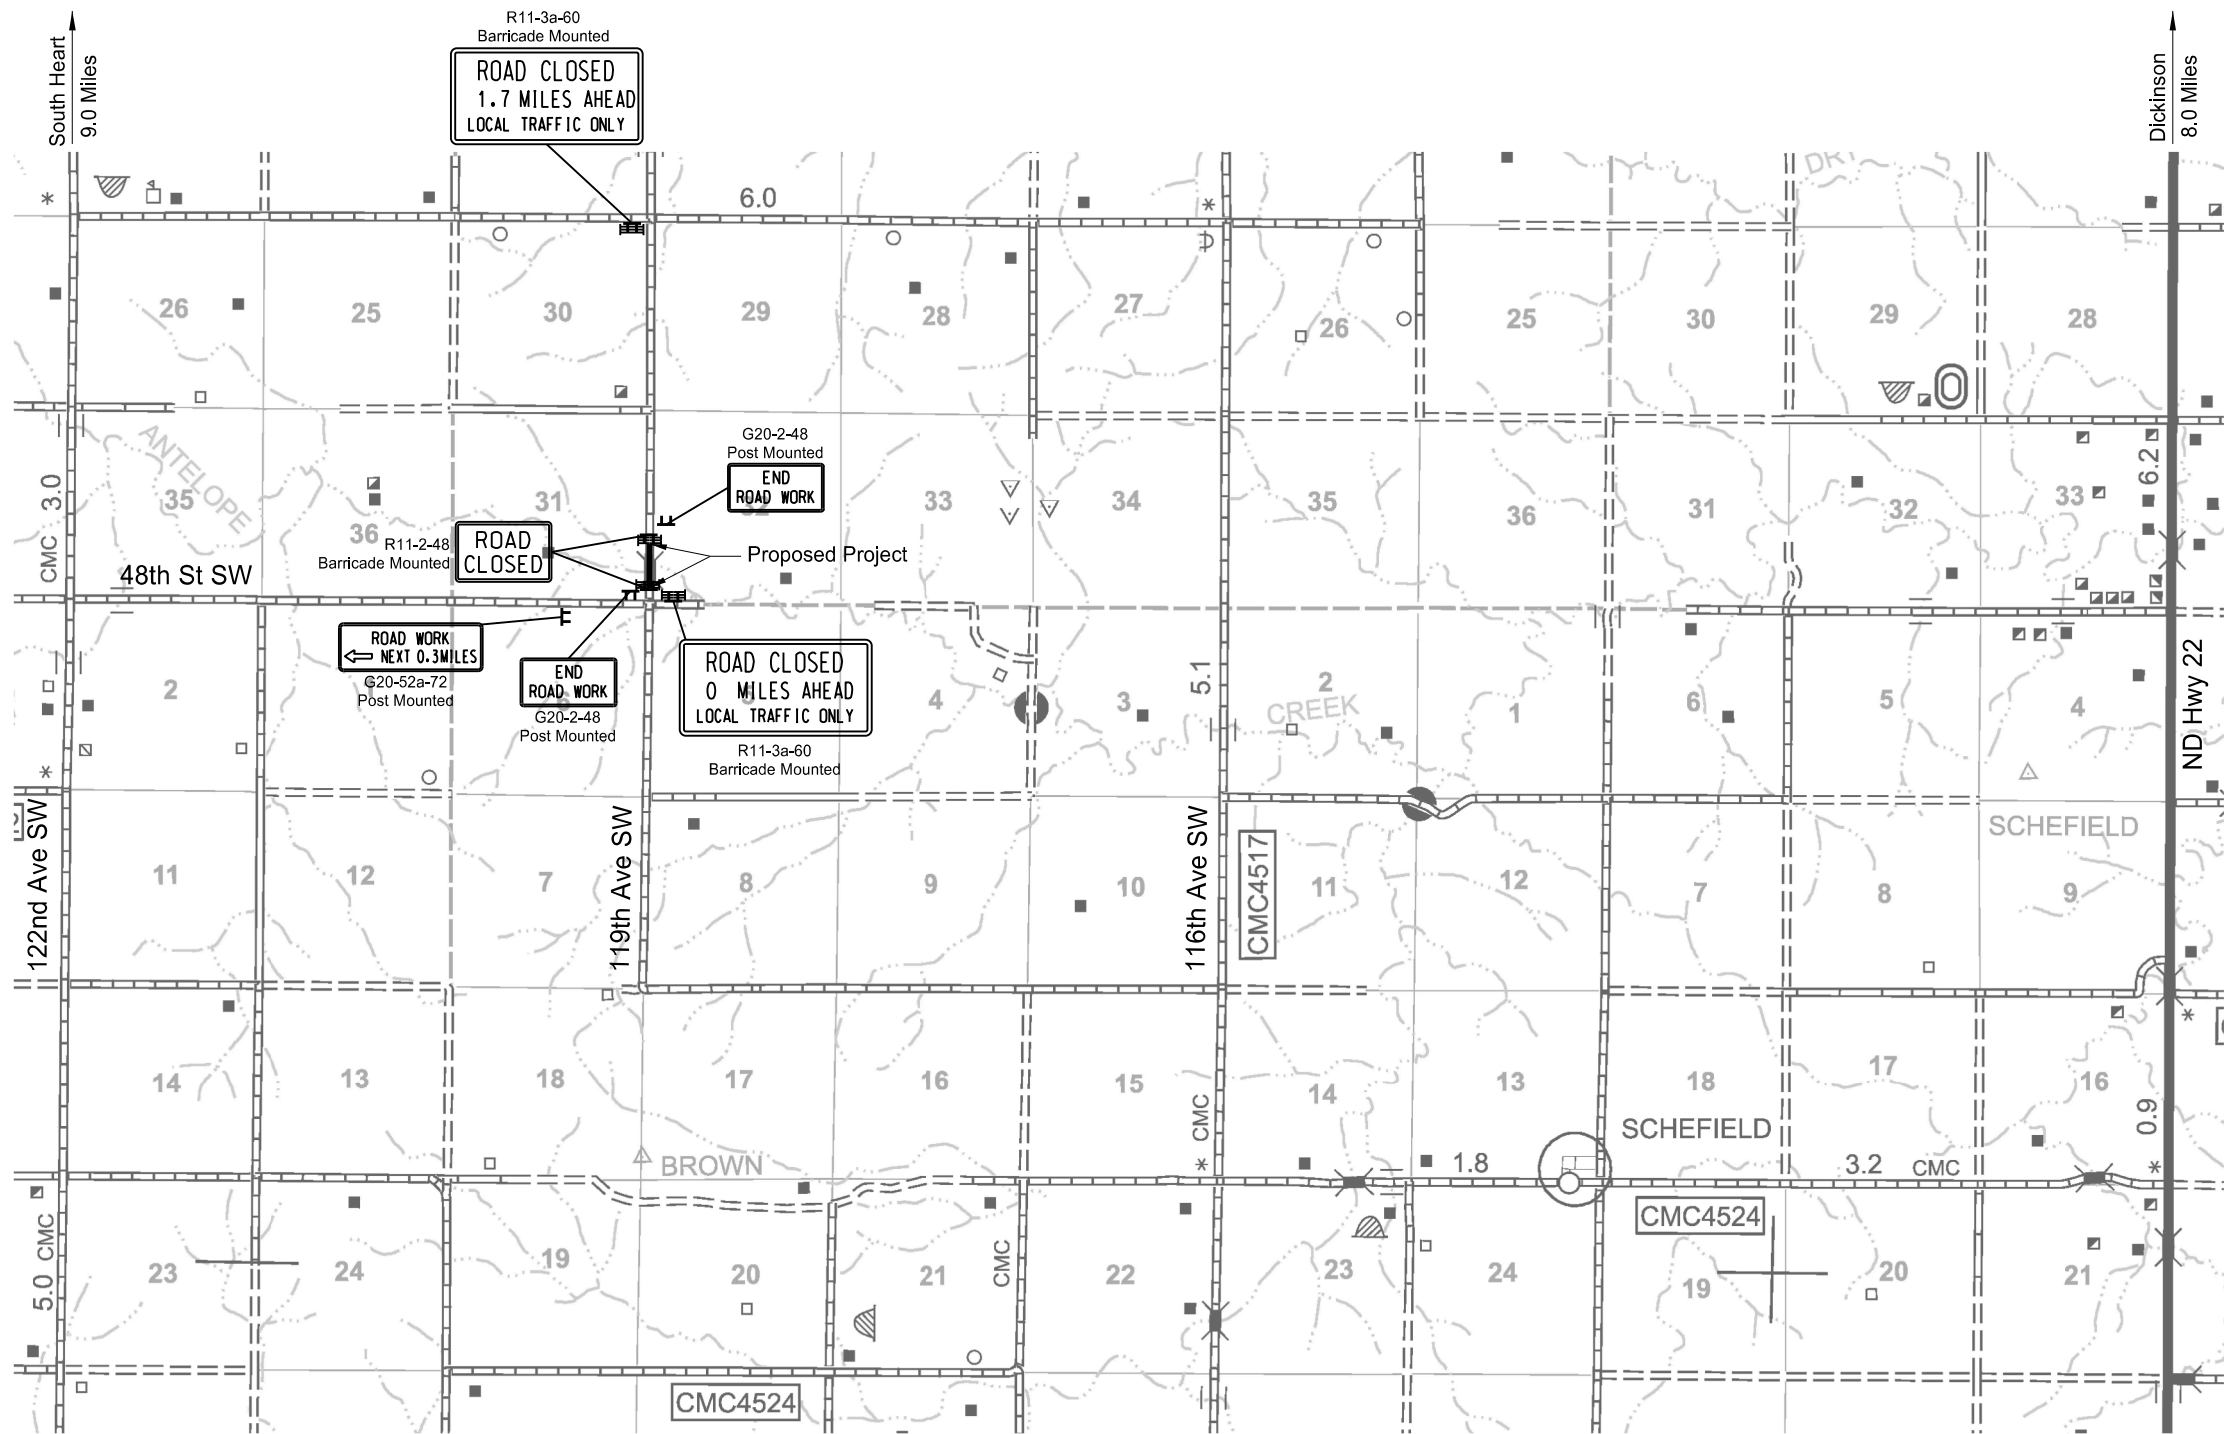 South Heart
9.0 Miles
R11-3a-60
Barricade Mounted
ROAD CLOSED
1.7 MILES AHEAD
LOCAL TRAFFIC ONLY
Dickinson
8.0 Miles
6.0
DRY
26
25
30
29
28
27
26
25
30
29
28
ANTELOPE
CMC 3.0
35
36
31
32
33
34
35
36
31
32
33
6.2
G20-2-48
Post Mounted
END
ROAD WORK
R11-2-48
Barricade Mounted
ROAD
CLOSED
Proposed Project
48th St SW
ROAD WORK
NEXT 0.3MILES
G20-52a-72
Post Mounted
END
ROAD WORK
G20-2-48
Post Mounted
ROAD CLOSED
0 MILES AHEAD
LOCAL TRAFFIC ONLY
R11-3a-60
Barricade Mounted
2
1
6
5
4
3
5.1
2
CREEK
1
6
5
4
ND Hwy 22
122nd Ave SW
119th Ave SW
116th Ave SW
CMC4517
SCHEFIELD
11
12
7
8
9
10
11
12
7
8
9
14
13
18
17
16
15
CMC
14
13
18
17
16
0.9
SCHEFIELD
BROWN
1.8
3.2 CMC
CMC4524
5.0 CMC
23
24
19
20
21
CMC
22
23
24
19
20
21
CMC4524